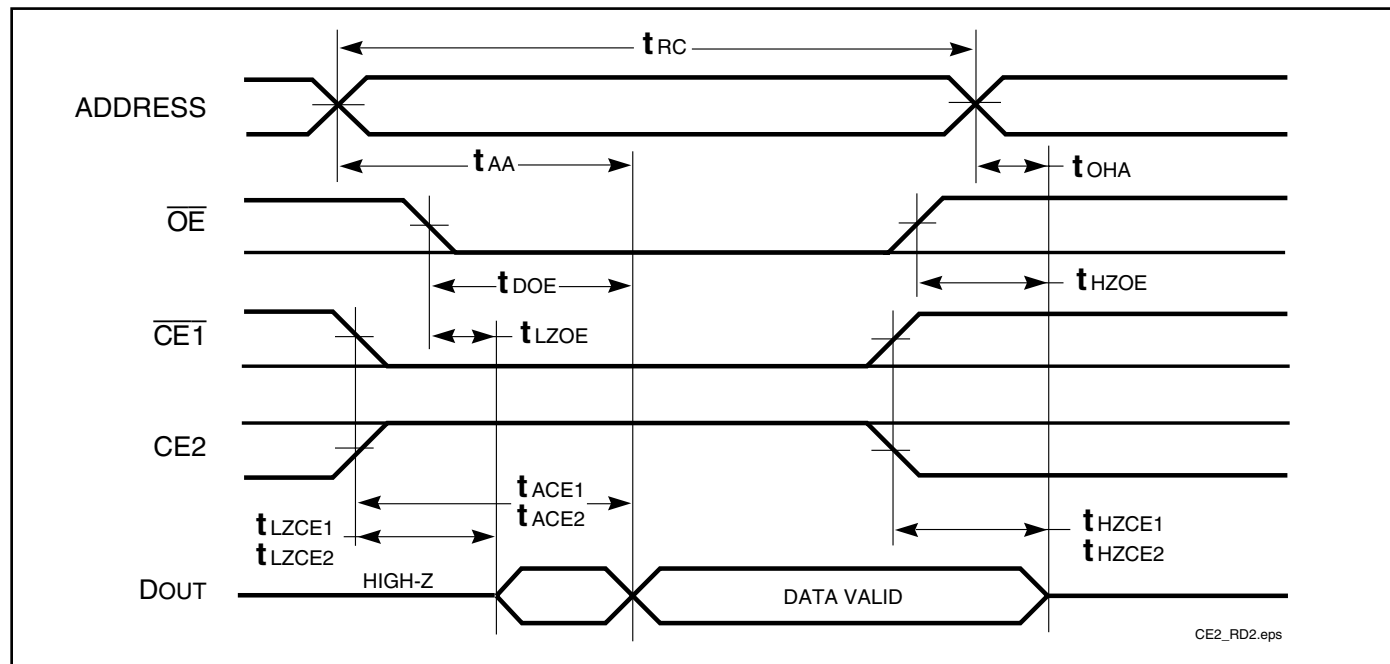 tRC
ADDRESS
tAA
tOHA
OE
tDOE
tHZOE
CE1
tLZOE
CE2
tACE1
tACE2
tLZCE1
tLZCE2
tHZCE1
tHZCE2
HIGH-Z
DOUT
DATA VALID
CE2_RD2.eps